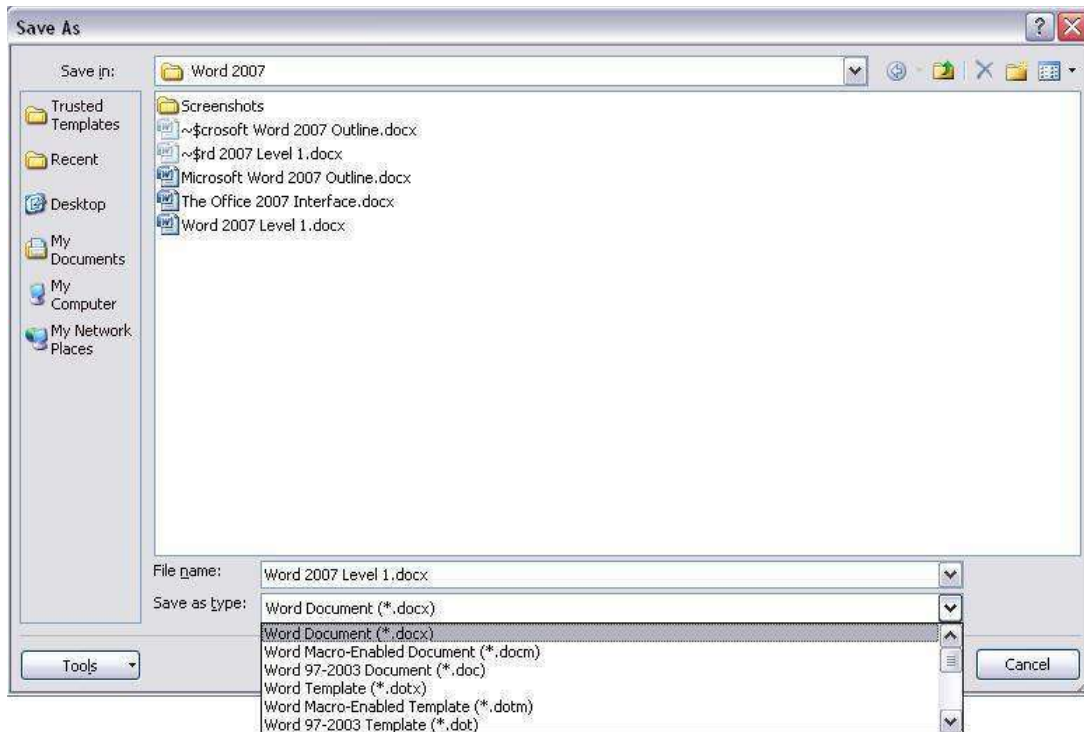 Save As
Save in:
Word 2007
Trusted
Templates
Recent
Desktop
My
Documents
My
Computer
My Network
Places
Screenshots
~$crosoft Word 2007 Outline.docx
~$rd 2007 Level 1.docx
Microsoft Word 2007 Outline.docx
The Office 2007 Interface.docx
Word 2007 Level 1.docx
File name:
Word 2007 Level 1.docx
Save as type:
Word Document (*.docx)
Word Document (*.docx)
Word Macro-Enabled Document (*.docm)
Word 97-2003 Document (*.doc)
Word Template (*.dotx)
Word Macro-Enabled Template (*.dotm)
Word 97-2003 Template (*.dot)
Tools
Cancel